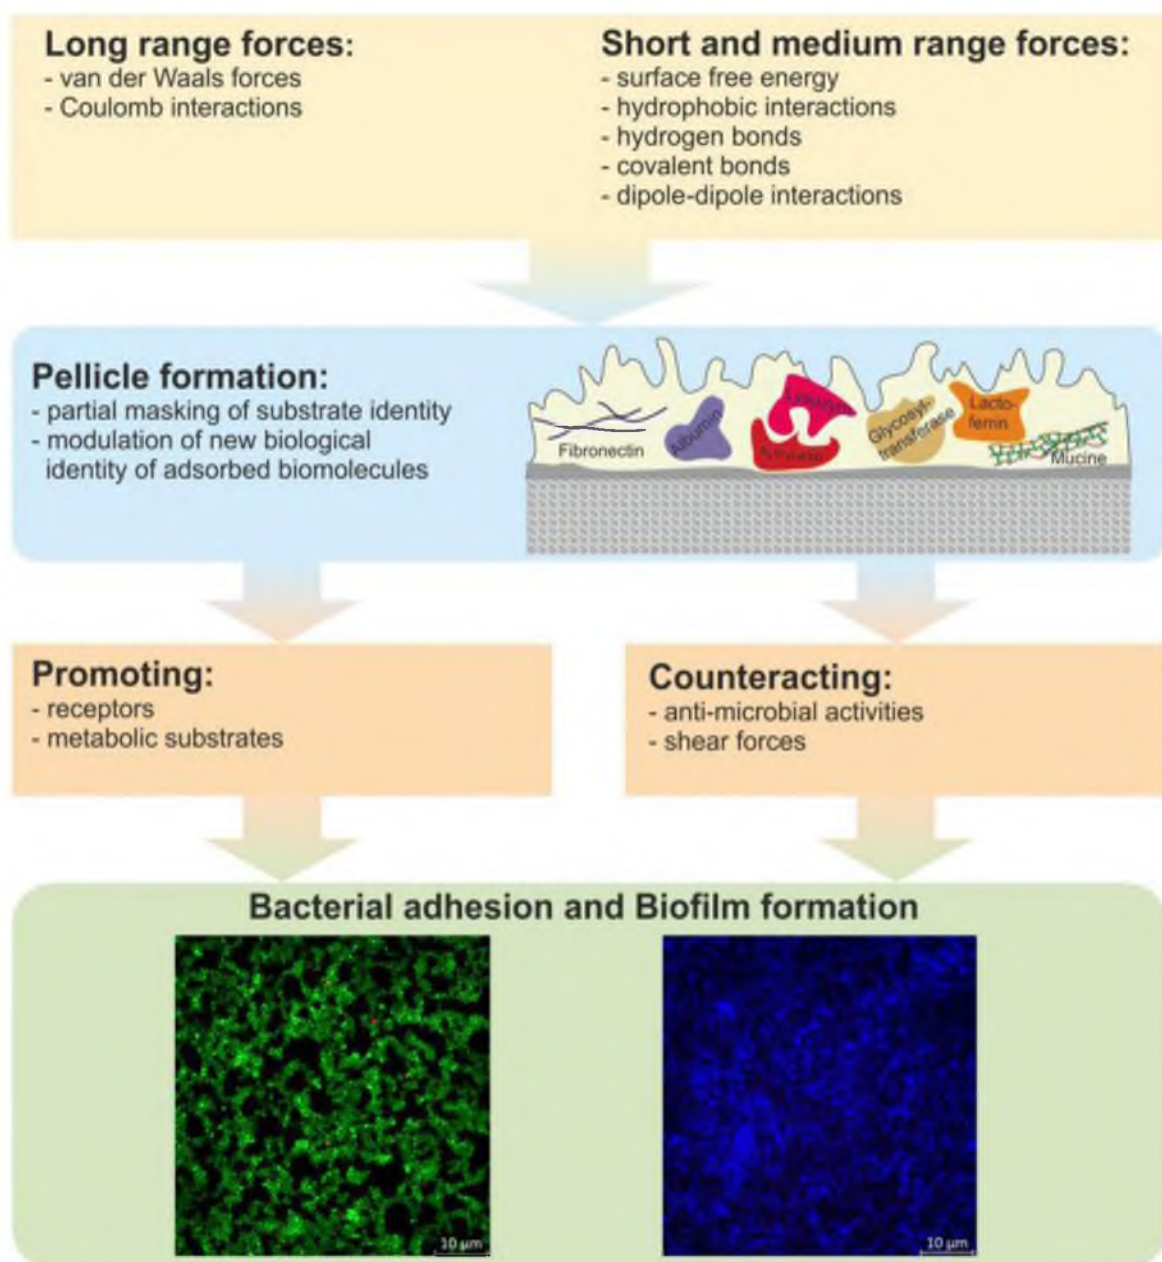 Long range forces:
- van der Waals forces
- Coulomb interactions
Short and medium range forces:
- surface free energy
- hydrophobic interactions
- hydrogen bonds
- covalent bonds
- dipole-dipole interactions
Pellicle formation:
- partial masking of substrate identity
- modulation of new biological
identity of adsorbed biomolecules
Fibronectin
Albumin
Lysozym
Amylase
Glycosyl-
transferase
Lacto-
ferrin
Mucine
Promoting:
- receptors
- metabolic substrates
Counteracting:
- anti-microbial activities
- shear forces
Bacterial adhesion and Biofilm formation
10 µm
10 µm